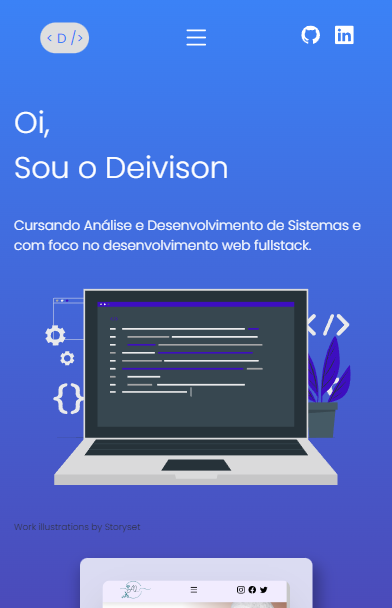 < D />
Oi,
Sou o Deivison
Cursando Análise e Desenvolvimento de Sistemas e
com foco no desenvolvimento web fullstack.
</>
{}
Work illustrations by Storyset